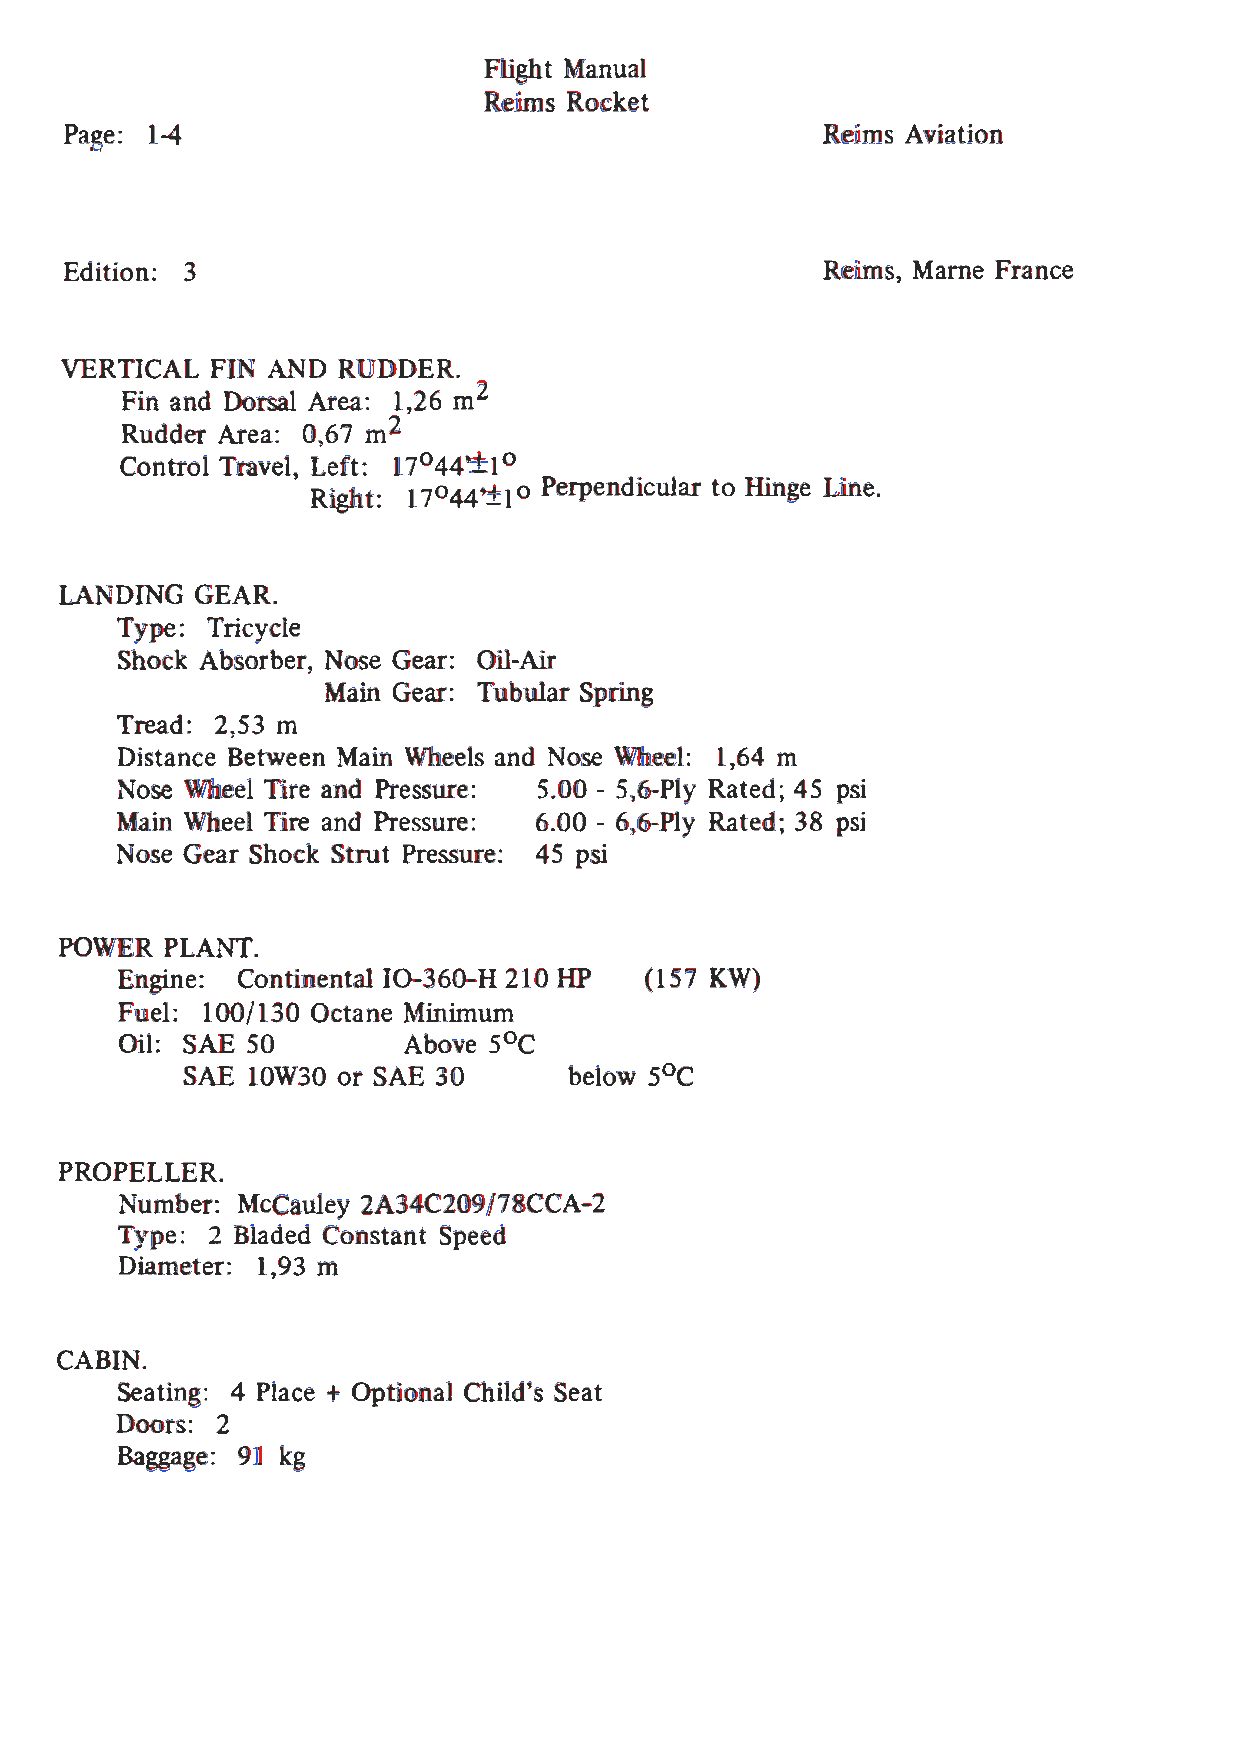 Flight Manual
Reims Rocket
Page: 1-4 Reims Aviation
Edition: 3 Reims, Marne France
VERTICAL FIN AND RUDDER.
Fin and Dorsal Area: 1,26 m²
Rudder Area: 0,67 m²
Control Travel, Left: 17°44'±1°
Right: 17°44'±1° Perpendicular to Hinge Line.
LANDING GEAR.
Type: Tricycle
Shock Absorber, Nose Gear: Oil-Air
Main Gear: Tubular Spring
Tread: 2,53 m
Distance Between Main Wheels and Nose Wheel: 1,64 m
Nose Wheel Tire and Pressure: 5.00 - 5,6-Ply Rated; 45 psi
Main Wheel Tire and Pressure: 6.00 - 6,6-Ply Rated; 38 psi
Nose Gear Shock Strut Pressure: 45 psi
POWER PLANT.
Engine: Continental IO-360-H 210 HP (157 KW)
Fuel: 100/130 Octane Minimum
Oil: SAE 50 Above 5°C
SAE 10W30 or SAE 30 below 5°C
PROPELLER.
Number: McCauley 2A34C209/78CCA-2
Type: 2 Bladed Constant Speed
Diameter: 1,93 m
CABIN.
Seating: 4 Place + Optional Child's Seat
Doors: 2
Baggage: 91 kg